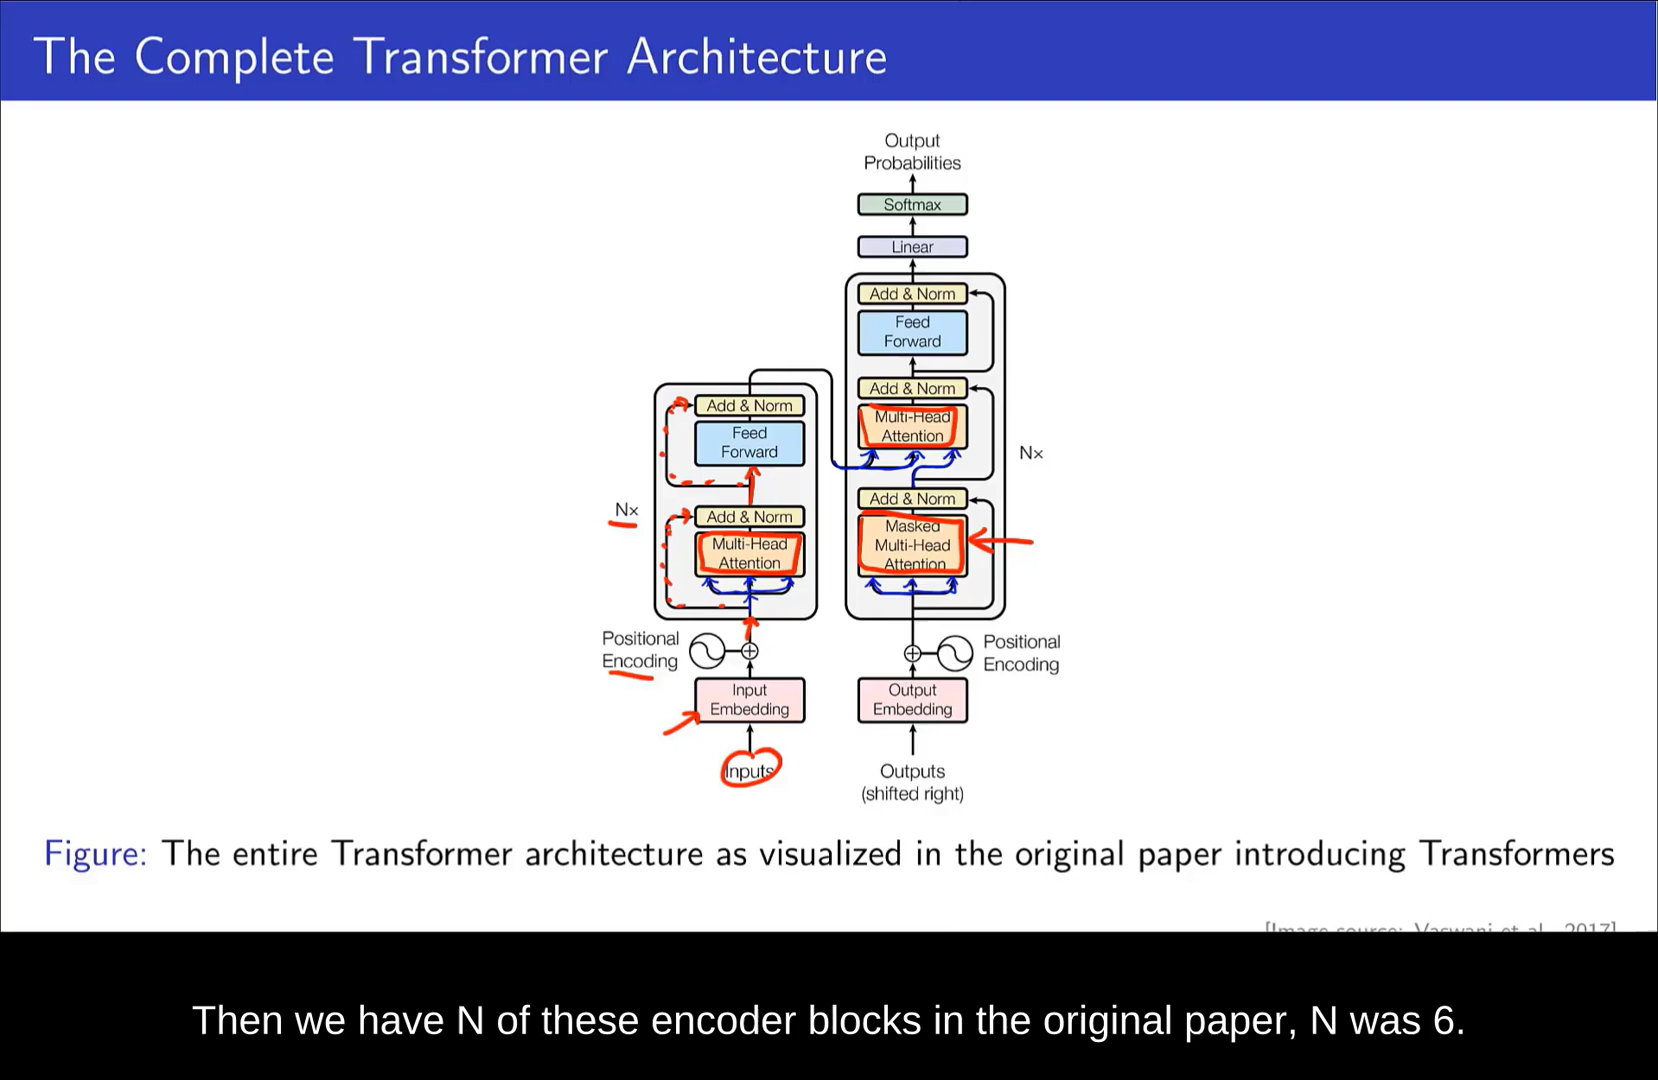 The Complete Transformer Architecture
Output
Probabilities
Softmax
Linear
Add & Norm
Feed
Forward
Add & Norm
Multi-Head
Attention
Nx
Add & Norm
Masked
Multi-Head
Attention
Positional
Encoding
Output
Embedding
Outputs
(shifted right)
Add & Norm
Feed
Forward
Nx
Add & Norm
Multi-Head
Attention
Positional
Encoding
Input
Embedding
Inputs
Figure: The entire Transformer architecture as visualized in the original paper introducing Transformers
[Image source: Vaswani et al., 2017]
Then we have N of these encoder blocks in the original paper, N was 6.